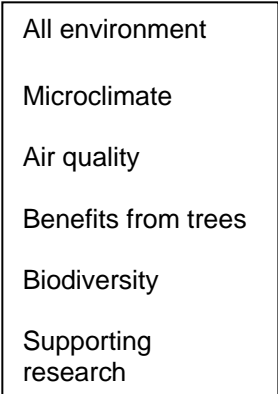 All environment
Microclimate
Air quality
Benefits from trees
Biodiversity
Supporting
research